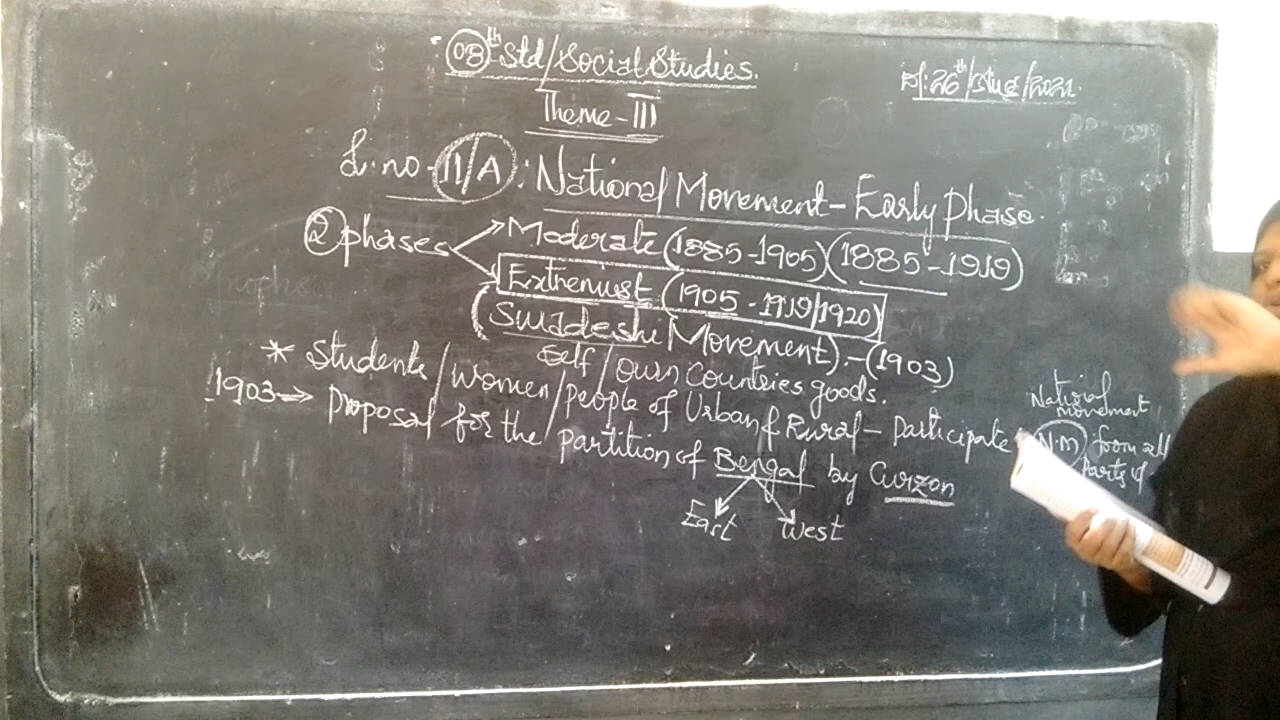 08th Std/Social Studies.
26th/Aug/2021.
Theme-III
L.no-11/A: National Movement-Early Phase.
2 phases Moderate (1885-1905) (1885-1919)
Extremist (1905-1919/1920)
(Swadeshi Movement).-(1903)
Self/own countries goods.
* Students/women/people of Urban & Rural-participate N.M from all parts of
National movement
1903 → Proposal for the partition of Bengal by Curzon
East West